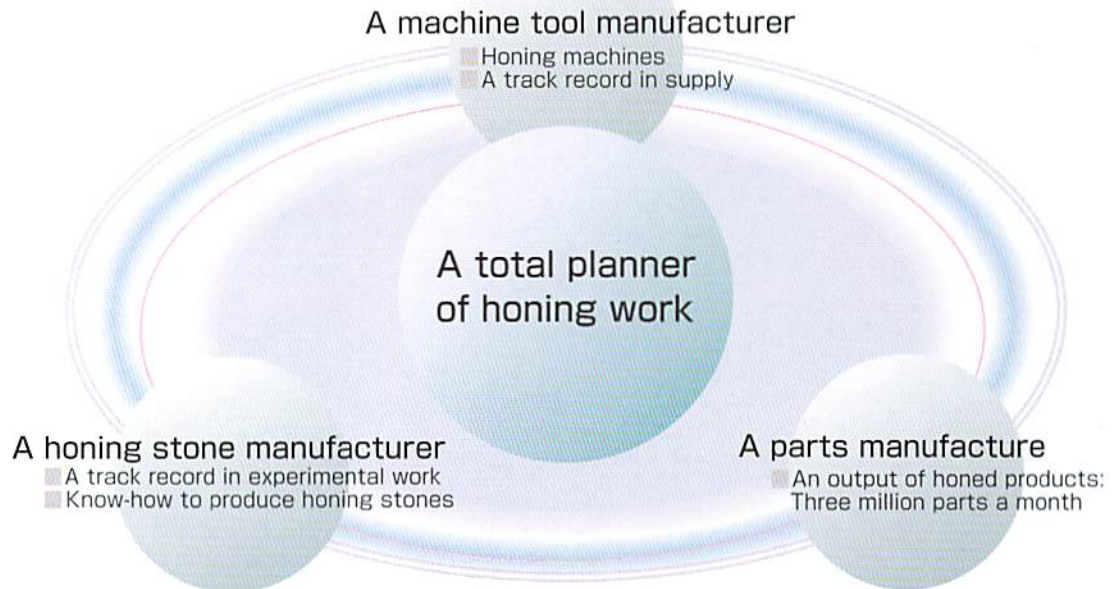 A machine tool manufacturer
Honing machines
A track record in supply
A total planner
of honing work
A honing stone manufacturer
A track record in experimental work
Know-how to produce honing stones
A parts manufacture
An output of honed products:
Three million parts a month